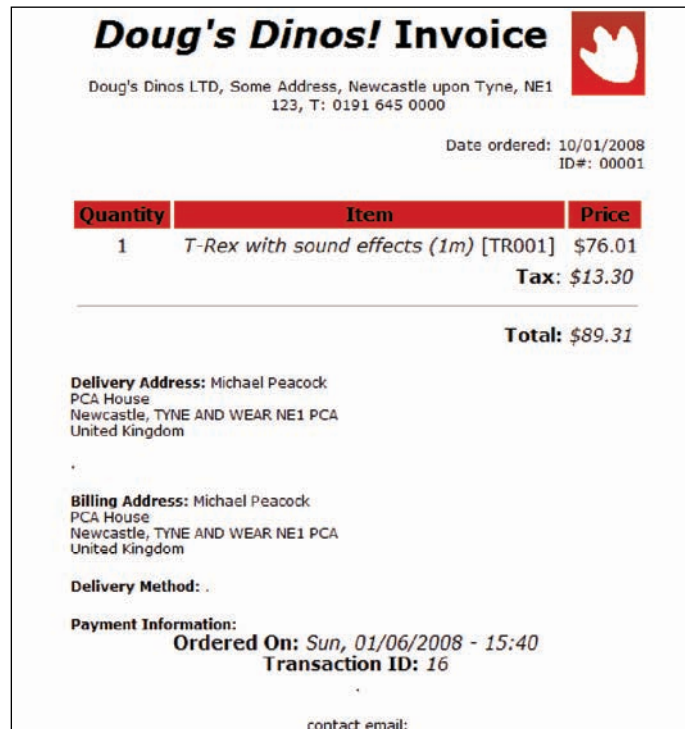 Doug's Dinos! Invoice
Doug's Dinos LTD, Some Address, Newcastle upon Tyne, NE1
123, T: 0191 645 0000
Date ordered: 10/01/2008
ID#: 00001
Quantity Item Price
1 T-Rex with sound effects (1m) [TR001] $76.01
Tax: $13.30
Total: $89.31
Delivery Address: Michael Peacock
PCA House
Newcastle, TYNE AND WEAR NE1 PCA
United Kingdom
.
Billing Address: Michael Peacock
PCA House
Newcastle, TYNE AND WEAR NE1 PCA
United Kingdom
Delivery Method: .
Payment Information:
Ordered On: Sun, 01/06/2008 - 15:40
Transaction ID: 16
.
contact email: